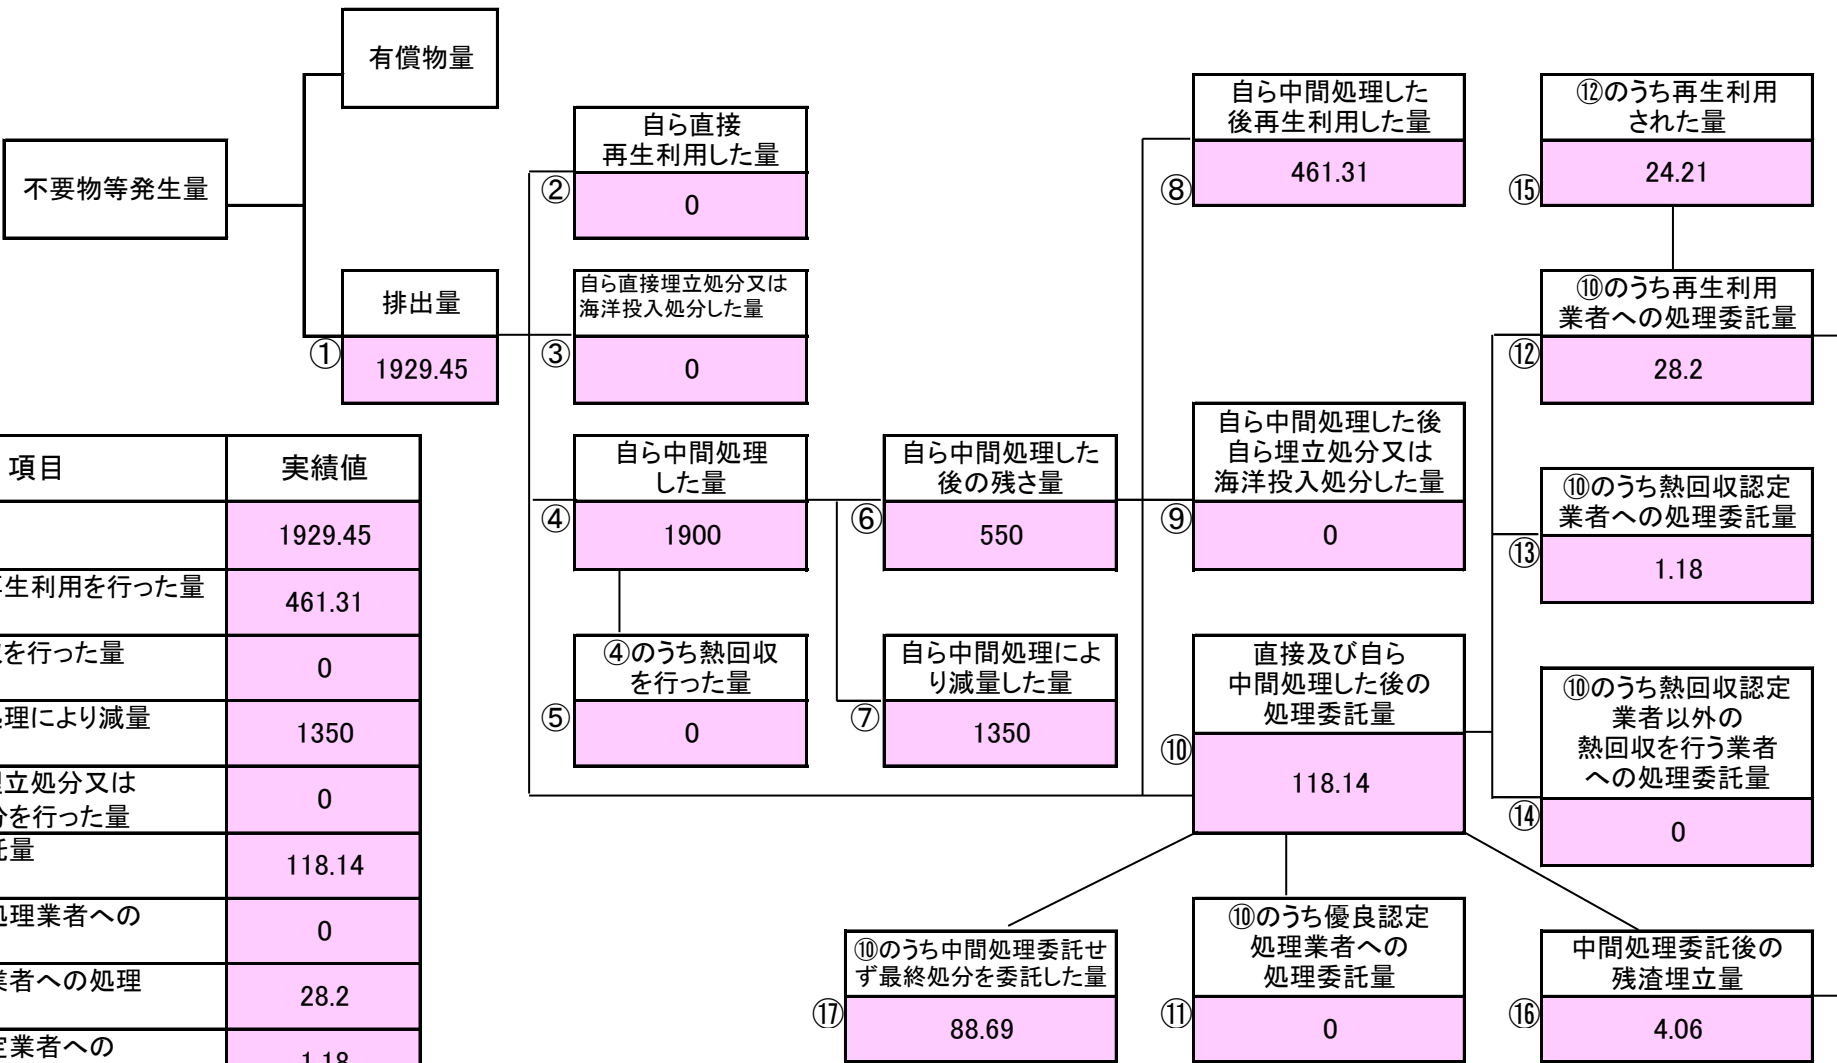 有償物量
不要物等発生量
排出量
①
1929.45
自ら直接
再生利用した量
②
0
自ら直接埋立処分又は
海洋投入処分した量
③
0
自ら中間処理
した量
④
1900
④のうち熱回収
を行った量
⑤
0
自ら中間処理した
後の残さ量
⑥
550
自ら中間処理によ
り減量した量
⑦
1350
自ら中間処理した
後再生利用した量
⑧
461.31
自ら中間処理した後
自ら埋立処分又は
海洋投入処分した量
⑨
0
直接及び自ら
中間処理した後の
処理委託量
⑩
118.14
⑫のうち再生利用
された量
⑮
24.21
⑩のうち再生利用
業者への処理委託量
⑫
28.2
⑩のうち熱回収認定
業者への処理委託量
⑬
1.18
⑩のうち熱回収認定
業者以外の
熱回収を行う業者
への処理委託量
⑭
0
⑩のうち中間処理委託せ
ず最終処分を委託した量
⑰
88.69
⑩のうち優良認定
処理業者への
処理委託量
⑪
0
中間処理委託後の
残渣埋立量
⑯
4.06
項目 実績値
1929.45
生利用を行った量
461.31
を行った量
0
理により減量
1350
立処分又は
を行った量
0
量
118.14
処理業者への
0
業者への処理
28.2
業者への
1.18